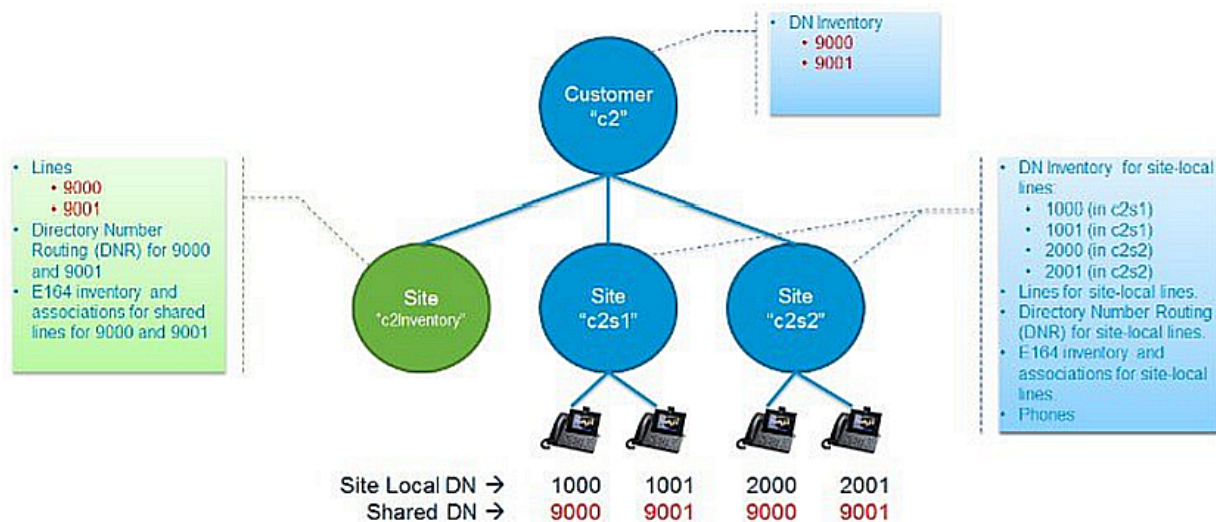 • DN Inventory
• 9000
• 9001
Customer
"c2"
• Lines
• 9000
• 9001
• Directory Number
Routing (DNR) for 9000
and 9001
• E164 inventory and
associations for shared
lines for 9000 and 9001
Site
"c2Inventory"
Site
"c2s1"
Site
"c2s2"
• DN Inventory for site-local
lines:
• 1000 (in c2s1)
• 1001 (in c2s1)
• 2000 (in c2s2)
• 2001 (in c2s2)
• Lines for site-local lines.
• Directory Number Routing
(DNR) for site-local lines.
• E164 inventory and
associations for site-local
lines.
• Phones
Site Local DN → 1000 1001 2000 2001
Shared DN → 9000 9001 9000 9001